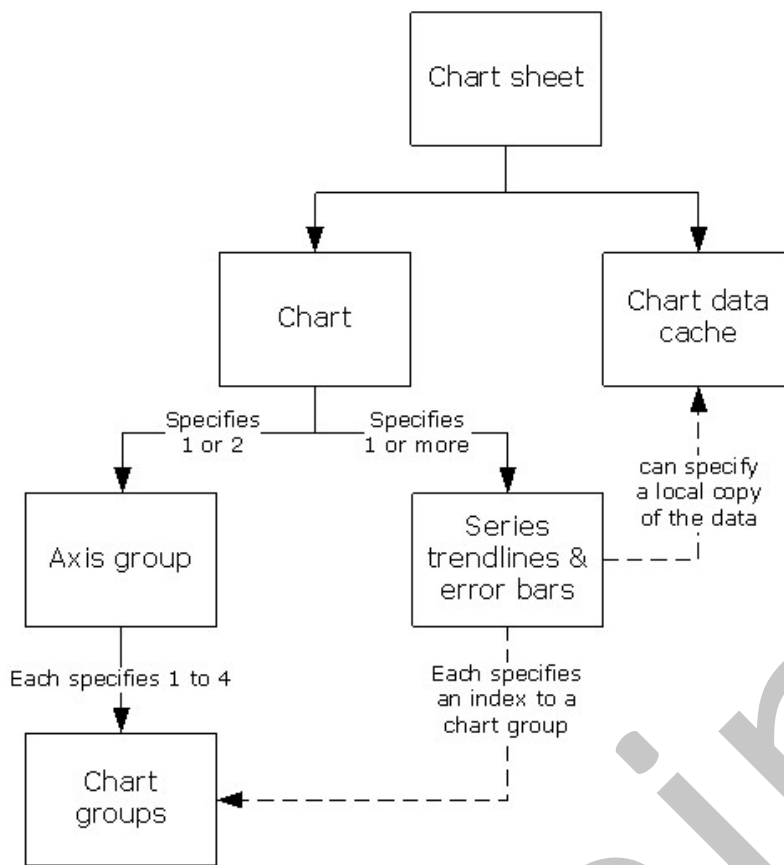 Chart sheet
Chart
Chart data
cache
Specifies
1 or 2
Specifies
1 or more
can specify
a local copy
of the data
Axis group
Series
trendlines &
error bars
Each specifies 1 to 4
Each specifies
an index to a
chart group
Chart
groups